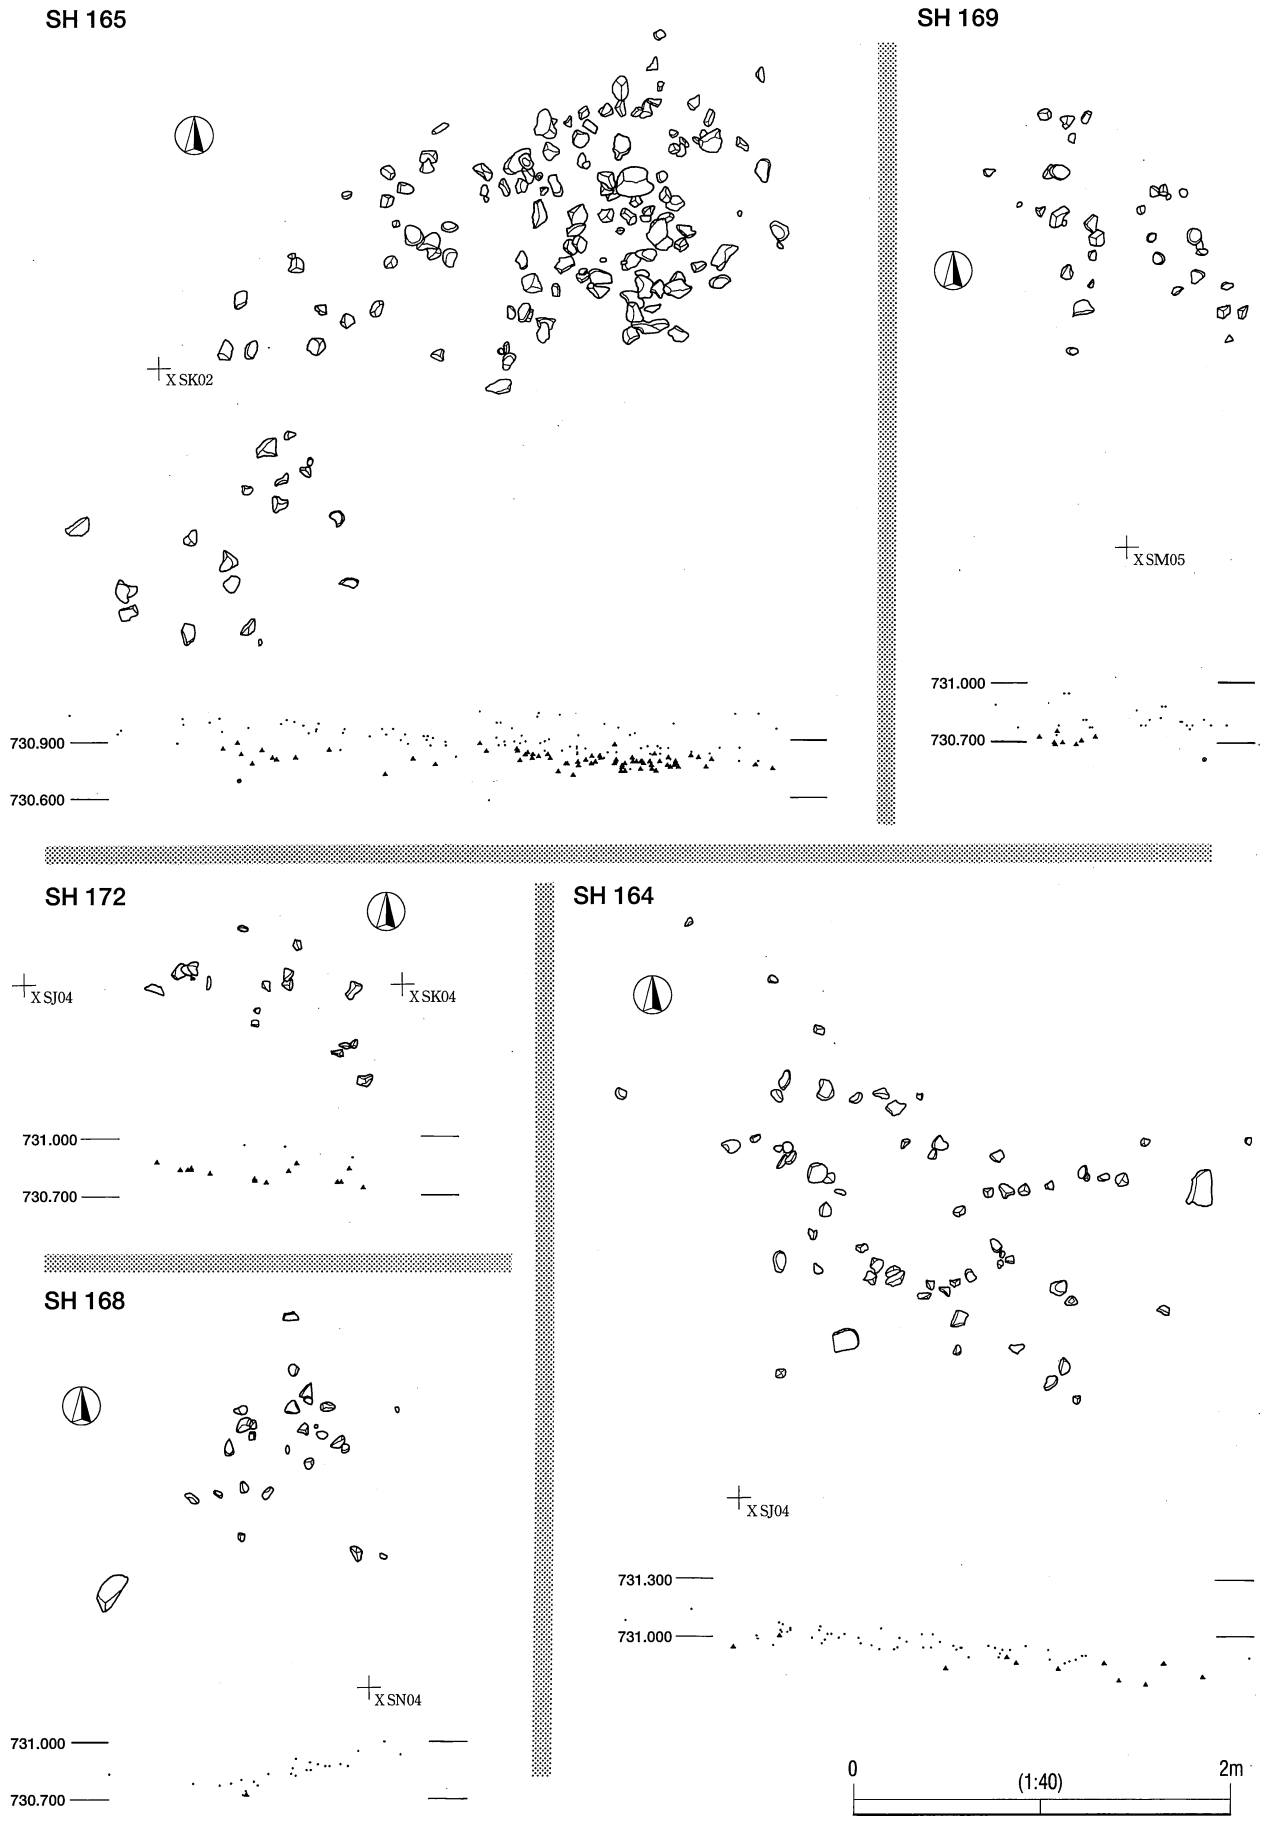 SH 165
X SK02
730.900
730.600
SH 169
X SM05
731.000
730.700
SH 172
X SJ04
X SK04
731.000
730.700
SH 168
X SN04
731.000
730.700
SH 164
X SJ04
731.300
731.000
0 (1:40) 2m